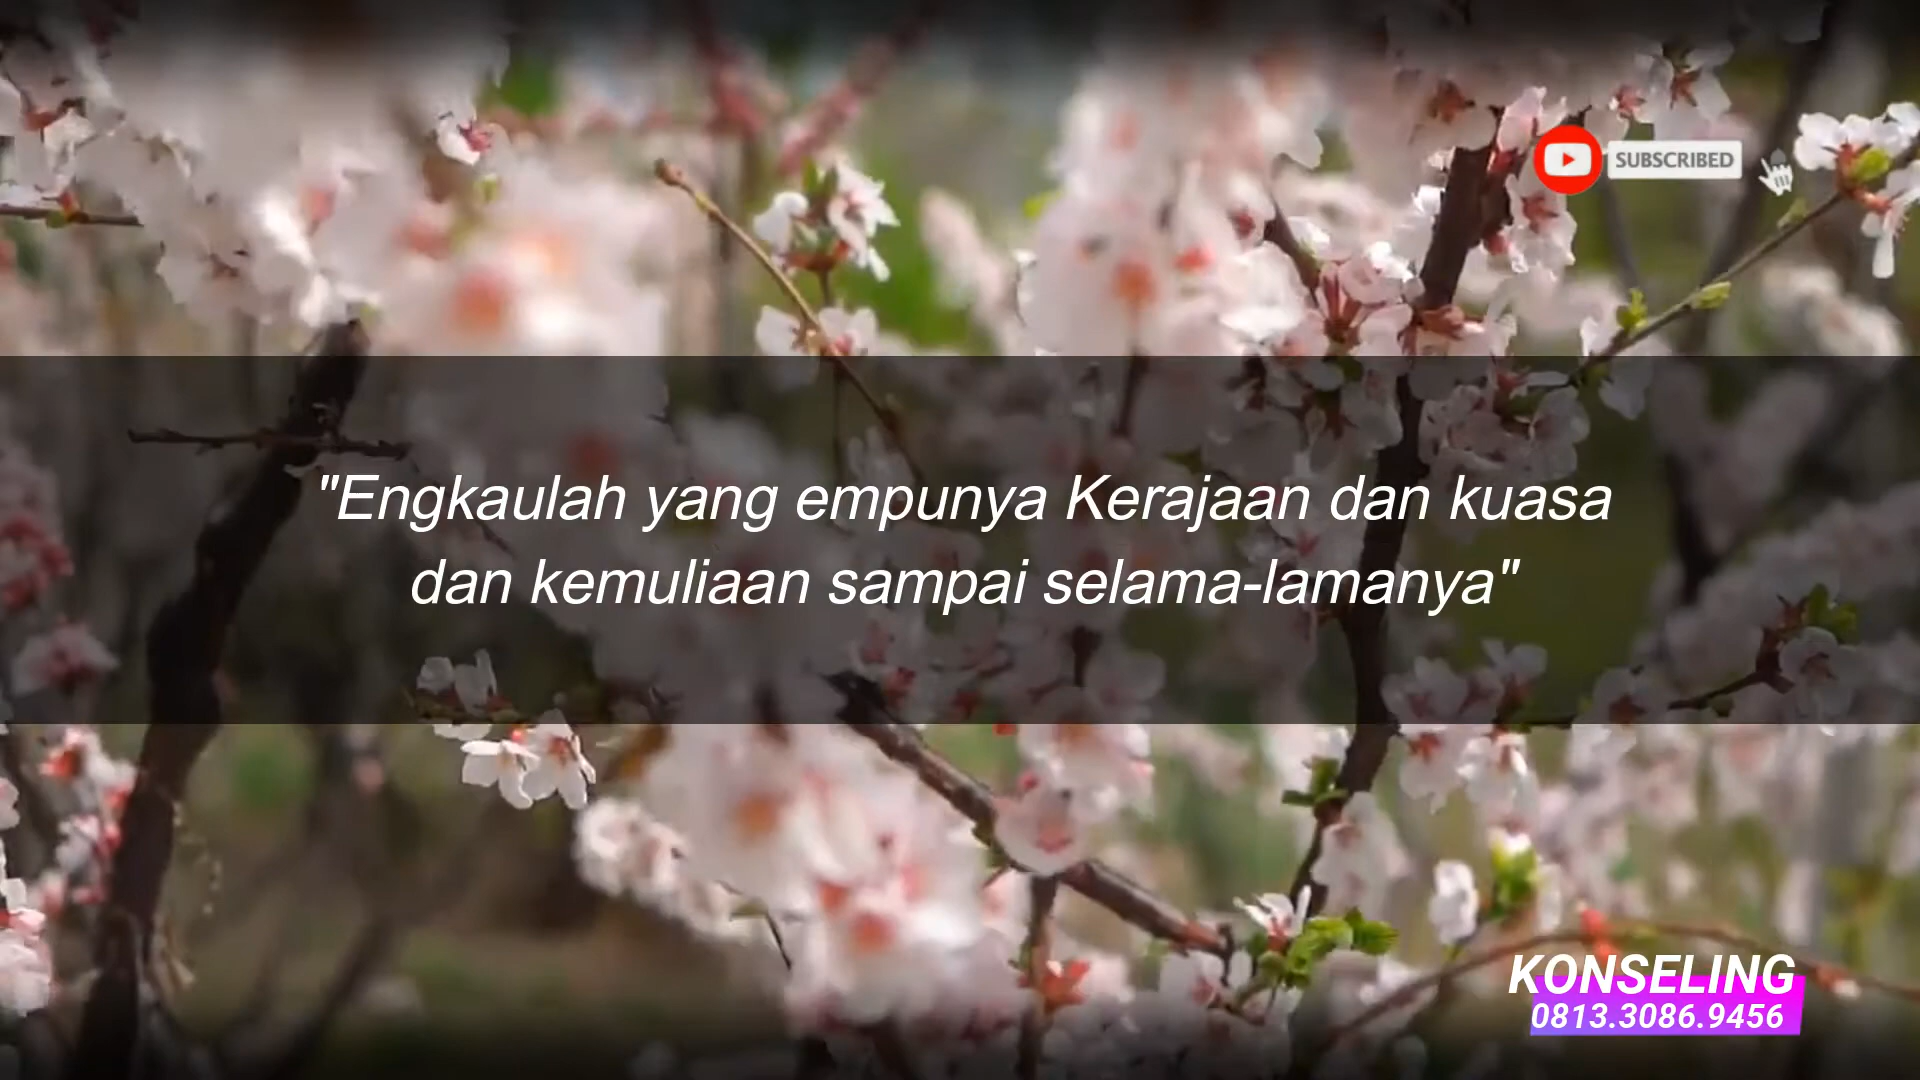 SUBSCRIBED
"Engkaulah yang empunya Kerajaan dan kuasa
dan kemuliaan sampai selama-lamanya"
KONSELING
0813.3086.9456